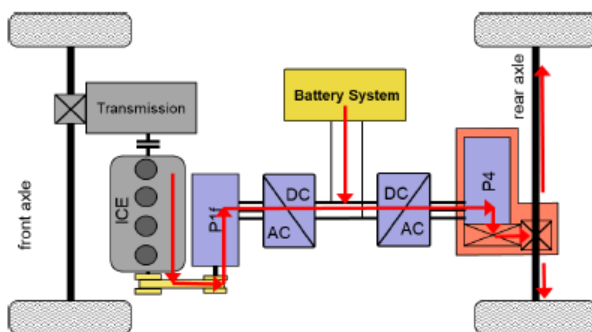 front axle
Transmission
ICE
P1f
DC
AC
Battery System
DC
AC
P4
rear axle